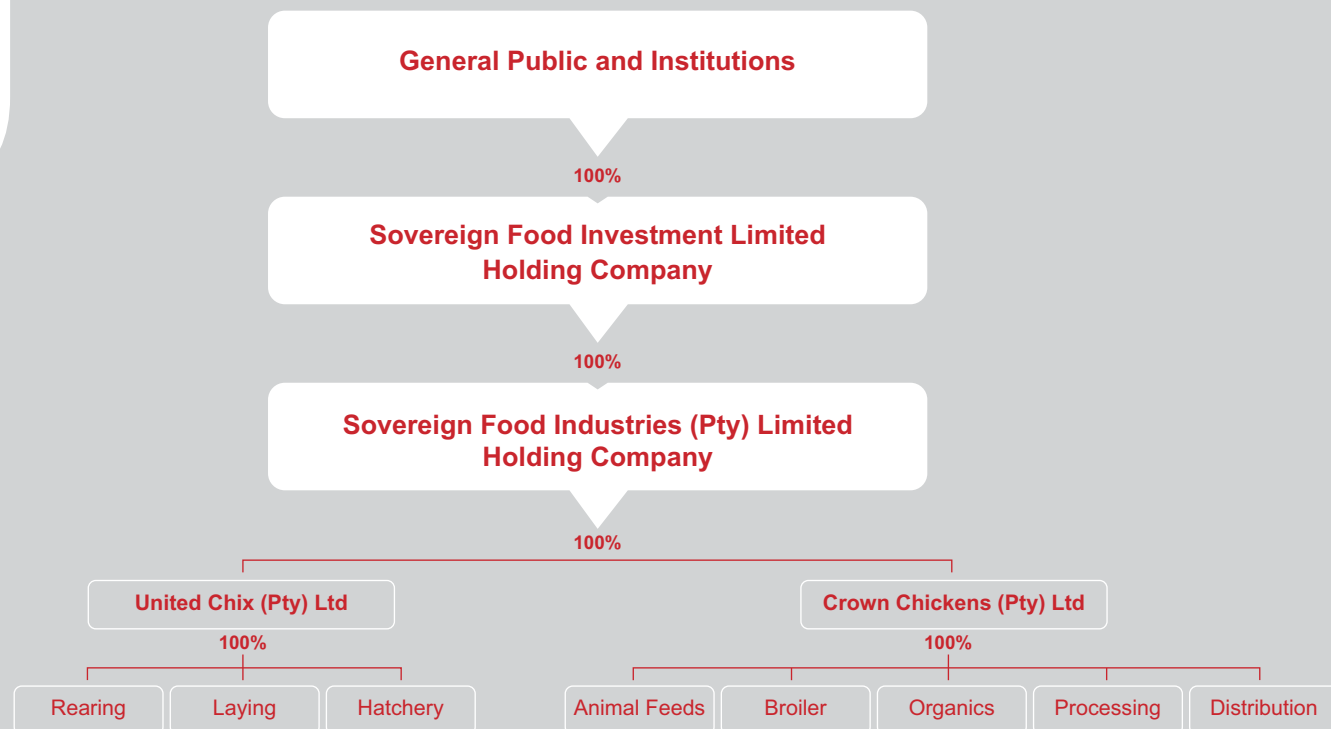 General Public and Institutions
100%
Sovereign Food Investment Limited
Holding Company
100%
Sovereign Food Industries (Pty) Limited
Holding Company
100%
United Chix (Pty) Ltd
Crown Chickens (Pty) Ltd
100%
100%
Rearing
Laying
Hatchery
Animal Feeds
Broiler
Organics
Processing
Distribution